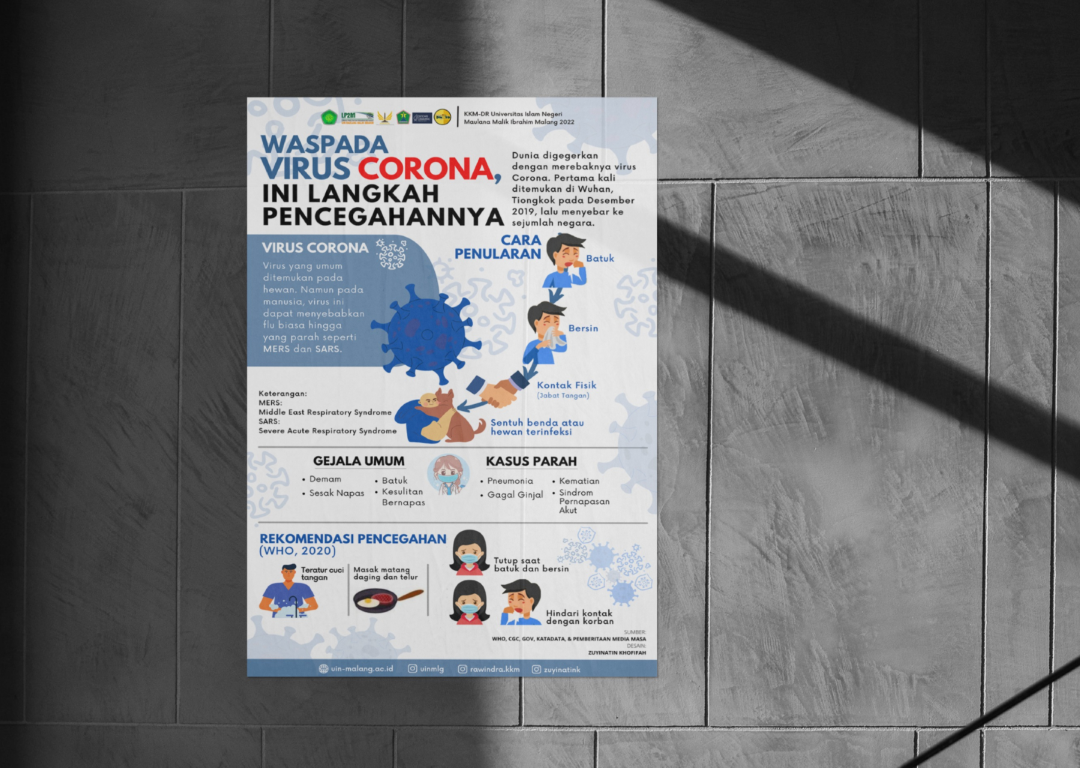 LP2M
KKM-DR Universitas Islam Negeri
Maulana Malik Ibrahim Malang 2022
WASPADA
VIRUS CORONA,
INI LANGKAH
PENCEGAHANNYA
Dunia digegerkan
dengan merebaknya virus
Corona. Pertama kali
ditemukan di Wuhan,
Tiongkok pada Desember
2019, lalu menyebar ke
sejumlah negara.
VIRUS CORONA
Virus yang umum
ditemukan pada
hewan. Namun pada
manusia, virus ini
dapat menyebabkan
flu biasa hingga
yang parah seperti
MERS dan SARS.
CARA
PENULARAN
Batuk
Bersin
Kontak Fisik
(Jabat Tangan)
Sentuh benda atau
hewan terinfeksi
Keterangan:
MERS:
Middle East Respiratory Syndrome
SARS:
Severe Acute Respiratory Syndrome
GEJALA UMUM
• Demam
• Sesak Napas
• Batuk
• Kesulitan
Bernapas
KASUS PARAH
• Pneumonia
• Gagal Ginjal
• Kematian
• Sindrom
Pernapasan
Akut
REKOMENDASI PENCEGAHAN
(WHO, 2020)
Teratur cuci
tangan
Masak matang
daging dan telur
Tutup saat
batuk dan bersin
Hindari kontak
dengan korban
SUMBER:
WHO, CGC, GOV, KATADATA, & PEMBERITAAN MEDIA MASA
DESAIN:
ZUYINATIN KHOFIFAH
uin-malang.ac.id
uinmlg
rawindra.kkm
zuyinatink